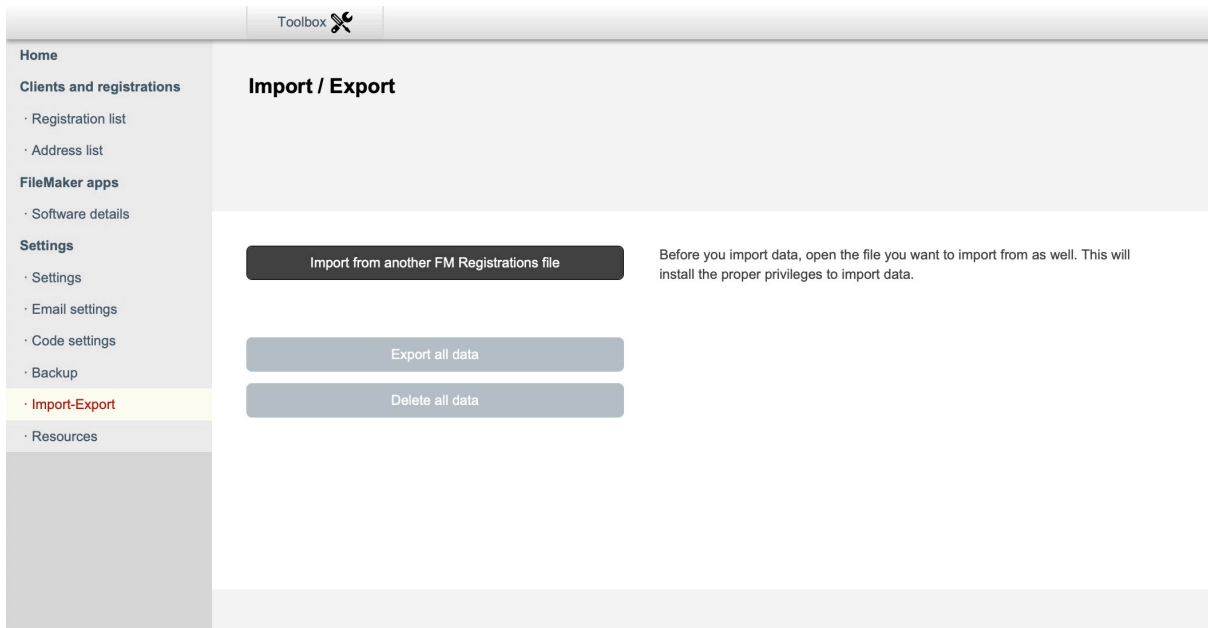 Toolbox
Home
Clients and registrations
· Registration list
· Address list
FileMaker apps
· Software details
Settings
· Settings
· Email settings
· Code settings
· Backup
· Import-Export
· Resources
Import / Export
Import from another FM Registrations file
Before you import data, open the file you want to import from as well. This will
install the proper privileges to import data.
Export all data
Delete all data